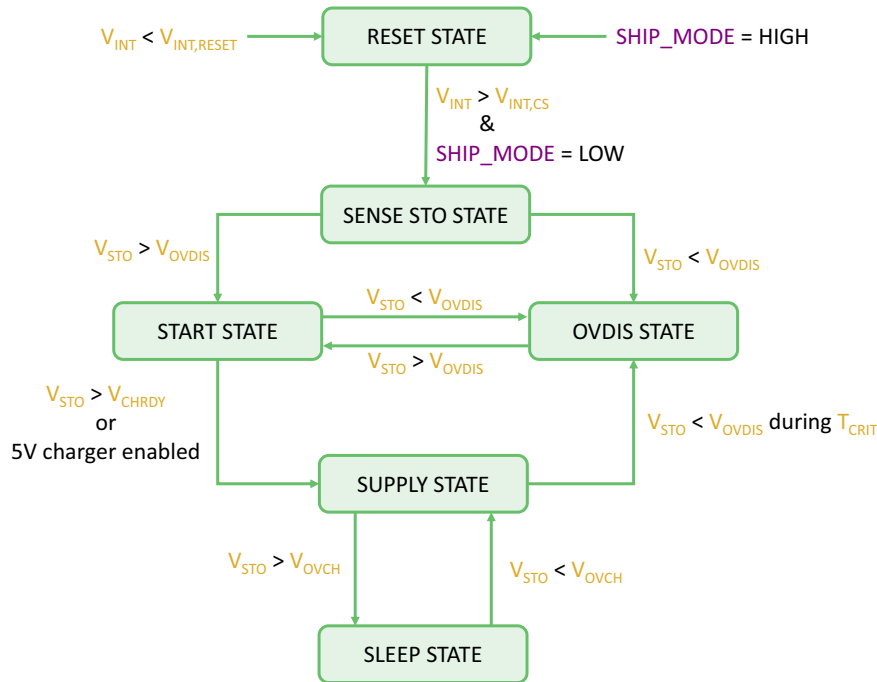 V_INT < V_INT,RESET
RESET STATE
SHIP_MODE = HIGH
V_INT > V_INT,CS
&
SHIP_MODE = LOW
SENSE STO STATE
V_STO > V_OVDIS
V_STO < V_OVDIS
START STATE
V_STO < V_OVDIS
V_STO > V_OVDIS
OVDIS STATE
V_STO > V_CHRDY
or
5V charger enabled
V_STO < V_OVDIS during T_CRIT
SUPPLY STATE
V_STO > V_OVCH
V_STO < V_OVCH
SLEEP STATE